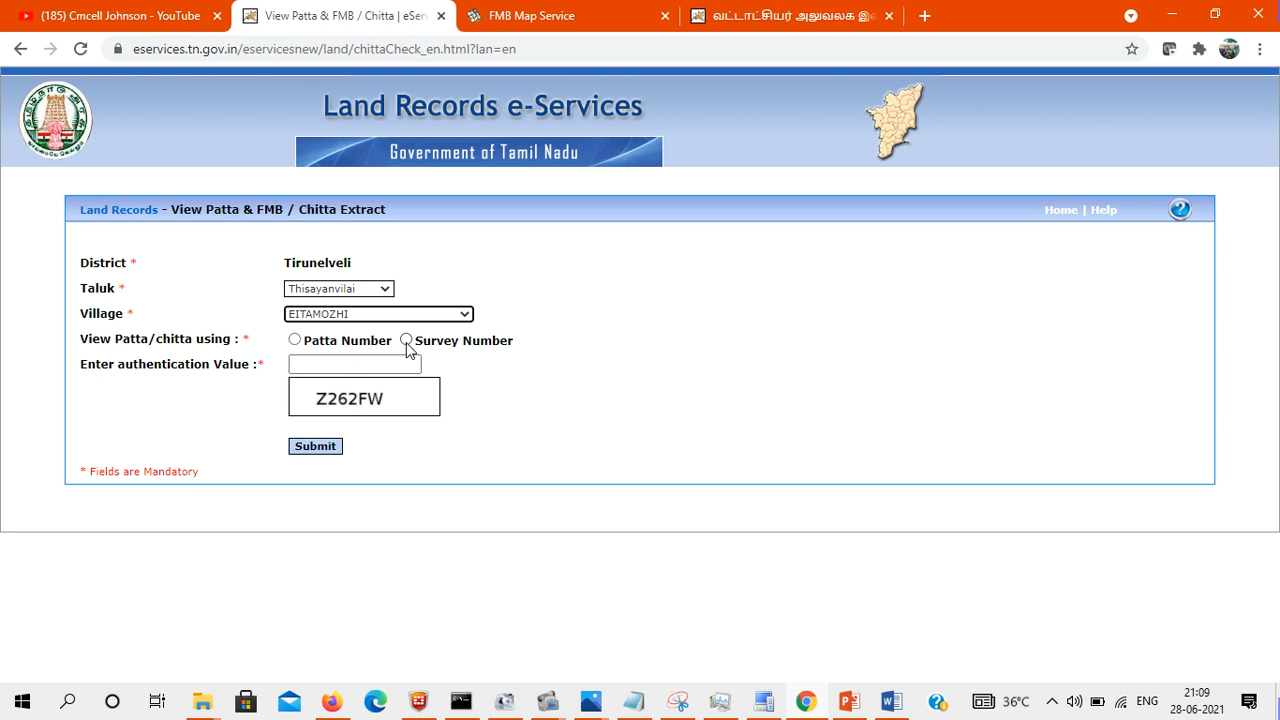 (185) Cmcell Johnson - YouTube
View Patta & FMB / Chitta | eServ
FMB Map Service
வட்டாட்சியர் அலுவலக இ
eservices.tn.gov.in/eservicesnew/land/chittaCheck_en.html?lan=en
Land Records e-Services
Government of Tamil Nadu
Land Records - View Patta & FMB / Chitta Extract
Home | Help
District *
Tirunelveli
Taluk *
Thisayanvilai
Village *
EITAMOZHI
View Patta/chitta using : *
Patta Number
Survey Number
Enter authentication Value :*
Z262FW
Submit
* Fields are Mandatory
36°C
ENG
21:09
28-06-2021